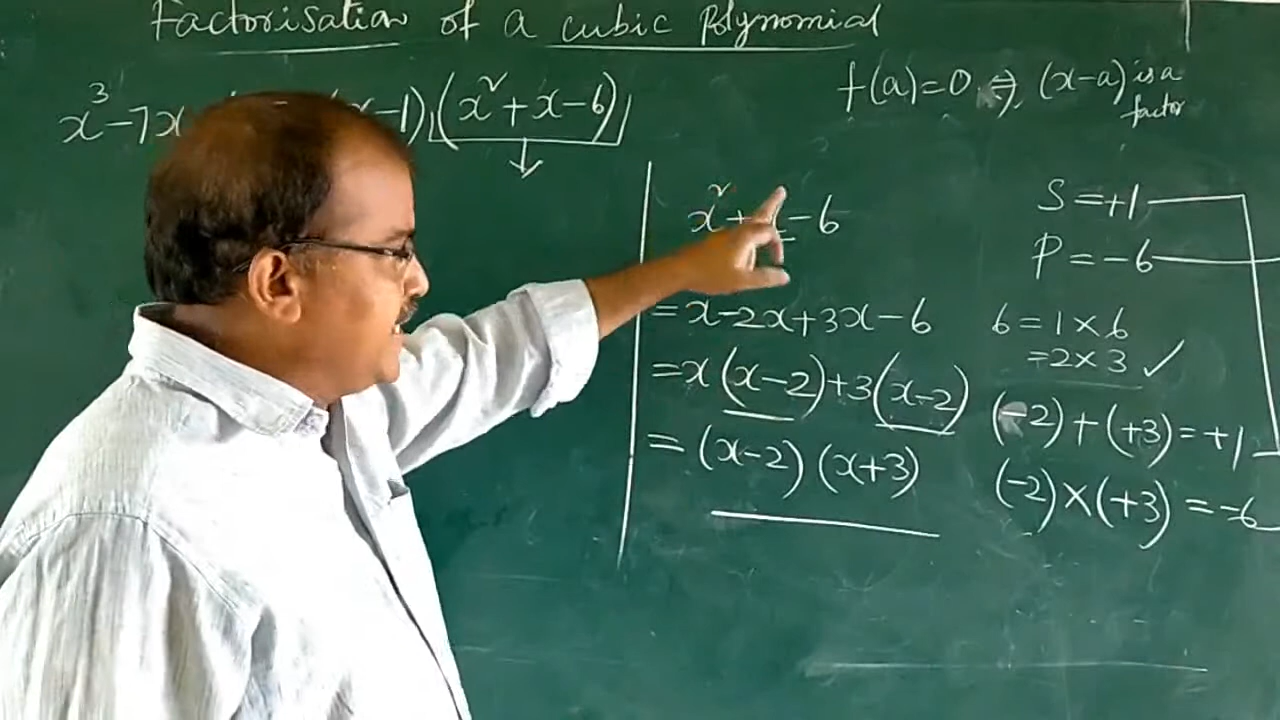 Factorisation of a cubic Polynomial
x³-7x -1) (x²+x-6)
f(a)=0 ⇔ (x-a) is a factor
x²+ -6
=x-2x+3x-6
=x(x-2)+3(x-2)
=(x-2)(x+3)
S=+1
P=-6
6=1×6
=2×3 ✓
(-2)+(+3)=+1
(-2)×(+3)=-6